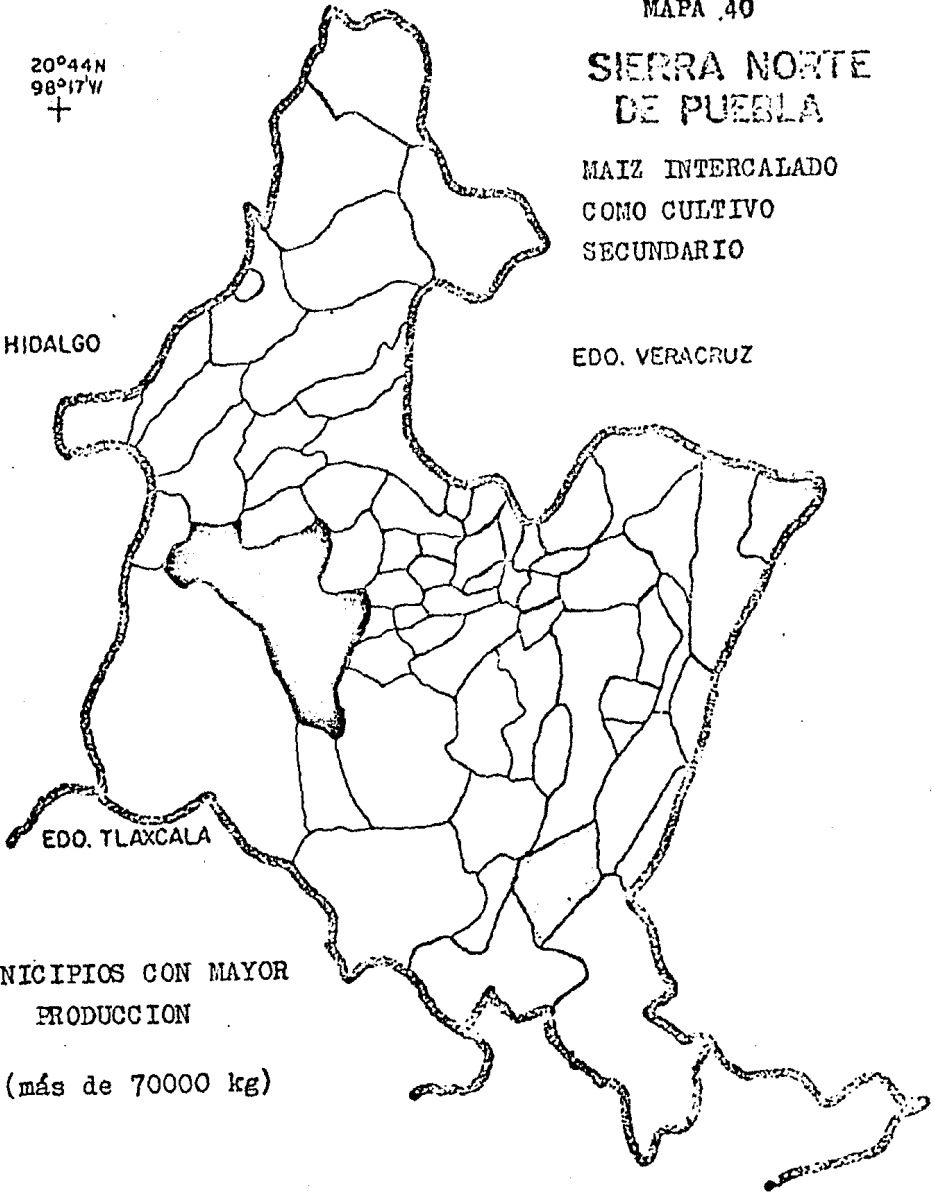 MAPA 40
20°44N
98°17'W
SIERRA NORTE
DE PUEBLA
MAIZ INTERCALADO
COMO CULTIVO
SECUNDARIO
HIDALGO
EDO. VERACRUZ
EDO. TLAXCALA
NICIPIOS CON MAYOR
PRODUCCION
(más de 70000 kg)